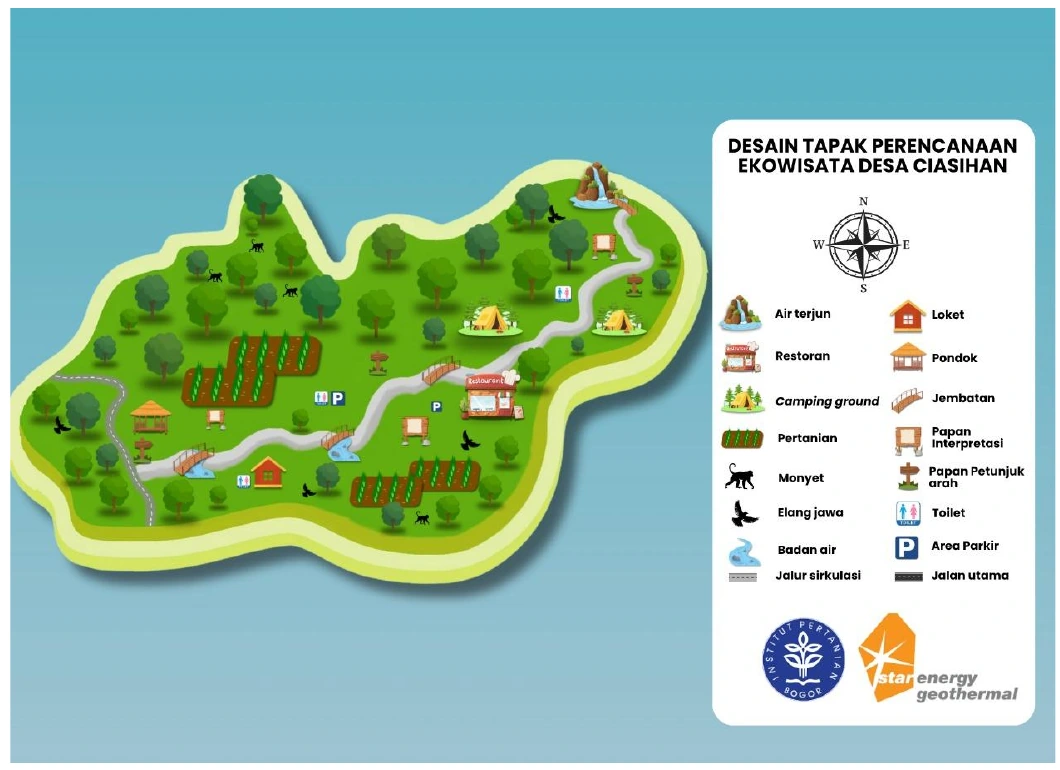 DESAIN TAPAK PERENCANAAN
EKOWISATA DESA CIASIHAN
N
W E
S
Air terjun
Loket
Restaurant
Restoran
Pondok
Camping ground
Jembatan
Pertanian
Papan
Interpretasi
Monyet
Papan Petunjuk
arah
Elang jawa
TOILET
Toilet
Badan air
P
Area Parkir
Jalur sirkulasi
Jalan utama
INSTITUT PERTANIAN
BOGOR
star energy
geothermal
P
P
Restaurant